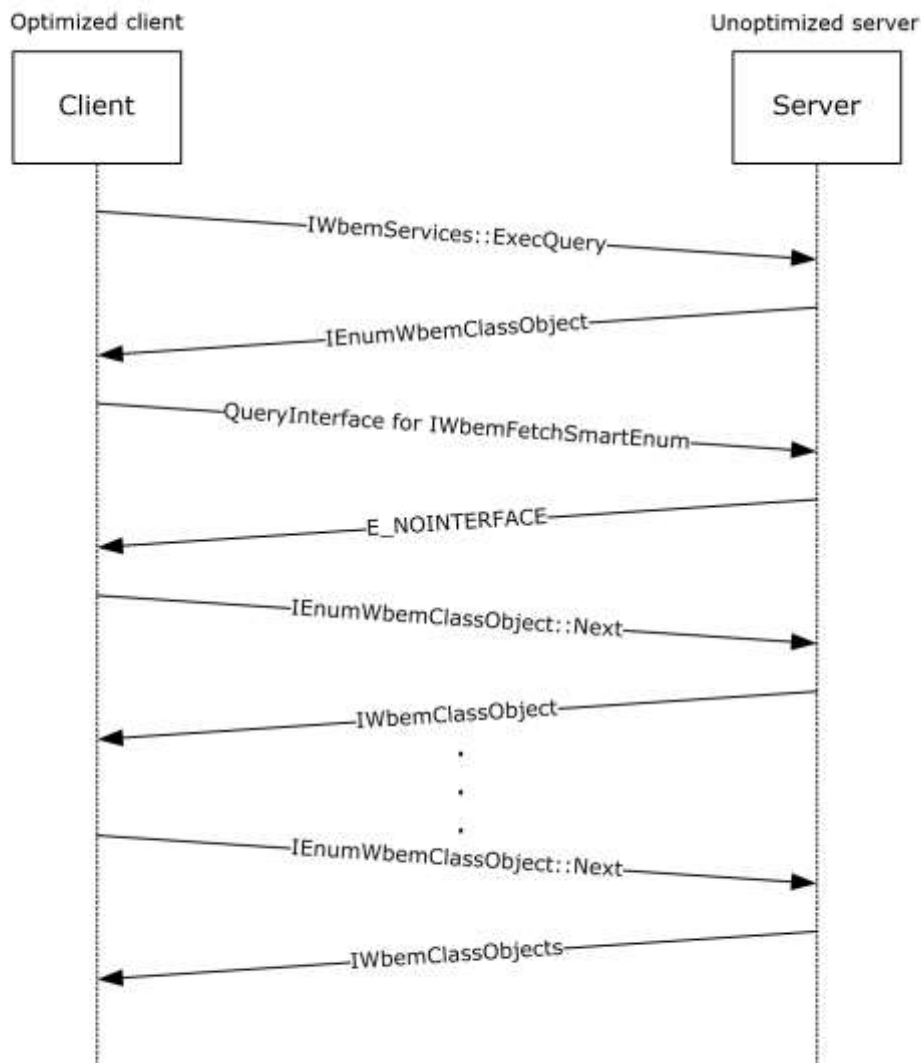 Optimized client
Unoptimized server
Client
Server
IWbemServices::ExecQuery
IEnumWbemClassObject
QueryInterface for IWbemFetchSmartEnum
E_NOINTERFACE
IEnumWbemClassObject::Next
IWbemClassObject
.
.
.
IEnumWbemClassObject::Next
IWbemClassObjects